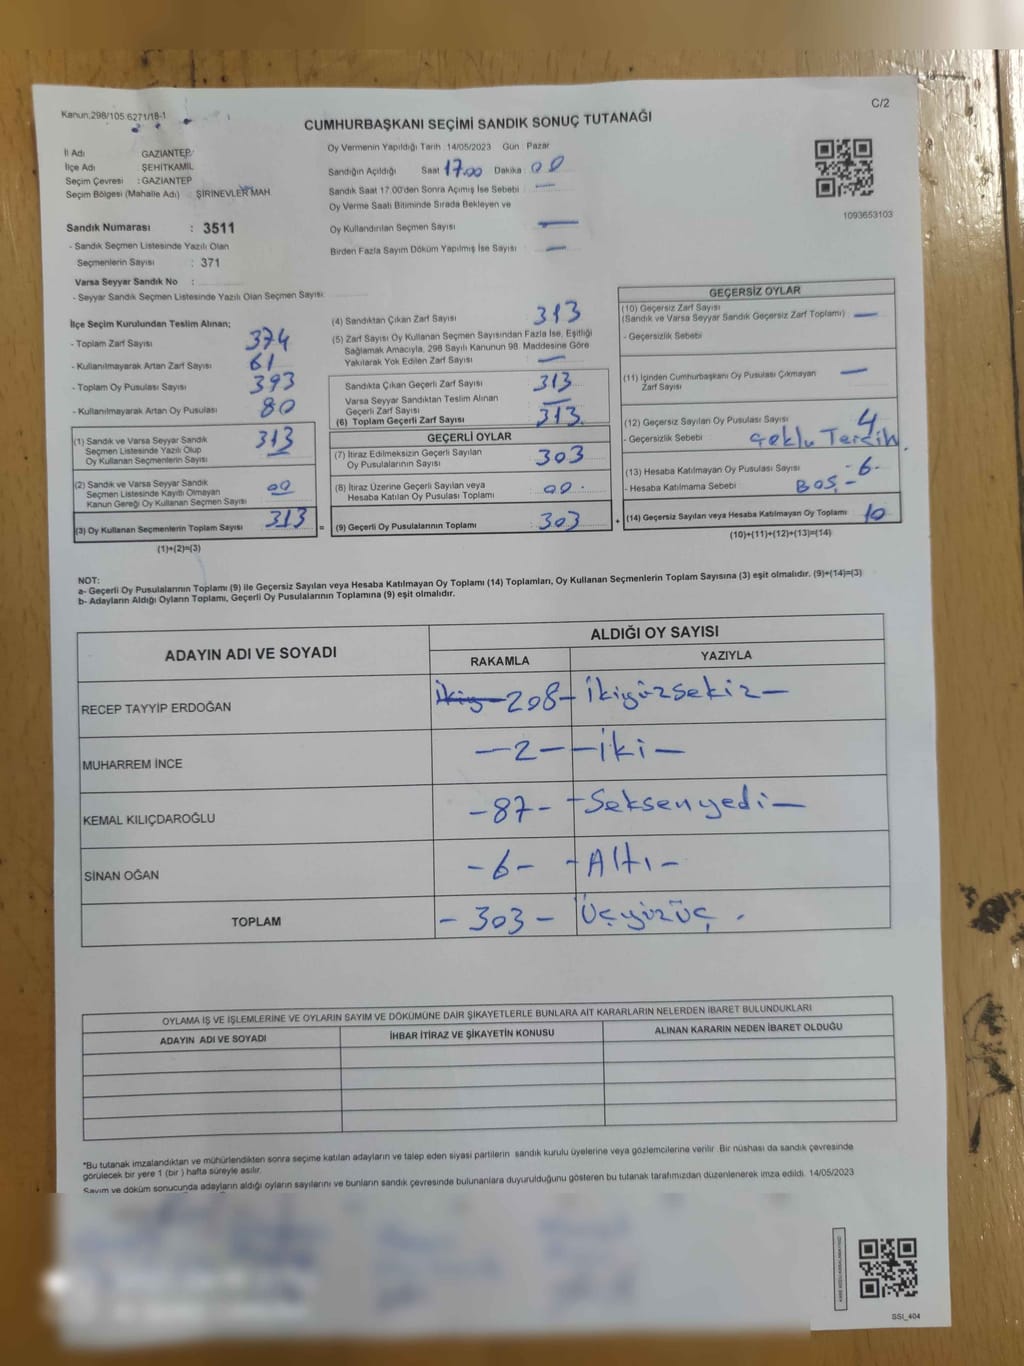 Kanun:298/105.6271/18-1
C/2
CUMHURBAŞKANI SEÇİMİ SANDIK SONUÇ TUTANAĞI
İl Adı GAZİANTEP
İlçe Adı ŞEHİTKAMİL
Seçim Çevresi : GAZİANTEP
Seçim Bölgesi (Mahalle Adı) ŞİRİNEVLER MAH
Sandık Numarası : 3511
- Sandık Seçmen Listesinde Yazılı Olan
Seçmenlerin Sayısı : 371
Varsa Seyyar Sandık No :
- Seyyar Sandık Seçmen Listesinde Yazılı Olan Seçmen Sayısı:
Oy Vermenin Yapıldığı Tarih :14/05/2023 Gün : Pazar
Sandığın Açıldığı Saat 17.00 Dakika 00
Sandık Saat 17.00'den Sonra Açımış İse Sebebi : —
Oy Verme Saati Bitiminde Sırada Bekleyen ve
Oy Kullandırılan Seçmen Sayısı —
Birden Fazla Sayım Döküm Yapılmış İse Sayısı : —
1093653103
İlçe Seçim Kurulundan Teslim Alınan;
- Toplam Zarf Sayısı 374
- Kullanılmayarak Artan Zarf Sayısı 61
- Toplam Oy Pusulası Sayısı 393
- Kullanılmayarak Artan Oy Pusulası 80
(1) Sandık ve Varsa Seyyar Sandık
Seçmen Listesinde Yazılı Olup
Oy Kullanan Seçmenlerin Sayısı 313
(2) Sandık ve Varsa Seyyar Sandık
Seçmen Listesinde Kayıtlı Olmayan
Kanun Gereği Oy Kullanan Seçmen Sayısı 00
(3) Oy Kullanan Seçmenlerin Toplam Sayısı 313 =
(1)+(2)=(3)
(4) Sandıktan Çıkan Zarf Sayısı 313
(5) Zarf Sayısı Oy Kullanan Seçmen Sayısından Fazla İse, Eşitliği
Sağlamak Amacıyla, 298 Sayılı Kanunun 98. Maddesine Göre
Yakılarak Yok Edilen Zarf Sayısı —
Sandıkta Çıkan Geçerli Zarf Sayısı 313
Varsa Seyyar Sandıktan Teslim Alınan
Geçerli Zarf Sayısı —
(6) Toplam Geçerli Zarf Sayısı 313
GEÇERLİ OYLAR
(7) İtiraz Edilmeksizin Geçerli Sayılan
Oy Pusulalarının Sayısı 303
(8) İtiraz Üzerine Geçerli Sayılan veya
Hesaba Katılan Oy Pusulası Toplamı 00
(9) Geçerli Oy Pusulalarının Toplamı 303 +
GEÇERSİZ OYLAR
(10) Geçersiz Zarf Sayısı
(Sandık ve Varsa Seyyar Sandık Geçersiz Zarf Toplamı) —
- Geçersizlik Sebebi
(11) İçinden Cumhurbaşkanı Oy Pusulası Çıkmayan
Zarf Sayısı —
(12) Geçersiz Sayılan Oy Pusulası Sayısı 4
- Geçersizlik Sebebi Çoklu Tercih
(13) Hesaba Katılmayan Oy Pusulası Sayısı -6-
- Hesaba Katılmama Sebebi BOŞ -
(14) Geçersiz Sayılan veya Hesaba Katılmayan Oy Toplamı 10
(10)+(11)+(12)+(13)=(14)
NOT:
a- Geçerli Oy Pusulalarının Toplamı (9) ile Geçersiz Sayılan veya Hesaba Katılmayan Oy Toplamı (14) Toplamları, Oy Kullanan Seçmenlerin Toplam Sayısına (3) eşit olmalıdır. (9)+(14)=(3)
b- Adayların Aldığı Oyların Toplamı, Geçerli Oy Pusulalarının Toplamına (9) eşit olmalıdır.
ADAYIN ADI VE SOYADI
ALDIĞI OY SAYISI
RAKAMLA YAZIYLA
RECEP TAYYİP ERDOĞAN 208 - İkiyüzsekiz —
MUHARREM İNCE — 2 — — İki —
KEMAL KILIÇDAROĞLU - 87 - - Seksenyedi —
SİNAN OĞAN - 6 - - Altı -
TOPLAM - 303 - Üçyüzüç .
OYLAMA İŞ VE İŞLEMLERİNE VE OYLARIN SAYIM VE DÖKÜMÜNE DAİR ŞİKAYETLERLE BUNLARA AİT KARARLARIN NELERDEN İBARET BULUNDUKLARI
ADAYIN ADI VE SOYADI İHBAR İTİRAZ VE ŞİKAYETİN KONUSU ALINAN KARARIN NEDEN İBARET OLDUĞU
*Bu tutanak imzalandıktan ve mühürlendikten sonra seçime katılan adayların ve talep eden siyasi partilerin sandık kurulu üyelerine veya gözlemcilerine verilir. Bir nüshası da sandık çevresinde
görülecek bir yere 1 (bir ) hafta süreyle asılır.
Sayım ve döküm sonucunda adayların aldığı oyların sayılarını ve bunların sandık çevresinde bulunanlara duyurulduğunu gösteren bu tutanak tarafımızdan düzenlenerek imza edildi. 14/05/2023
SSI_404